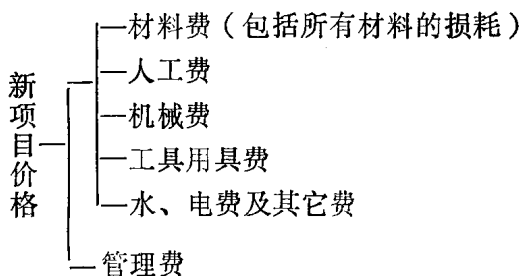 材料费（包括所有材料的损耗）
人工费
机械费
工具用具费
水、电费及其它费
新项目价格
管理费